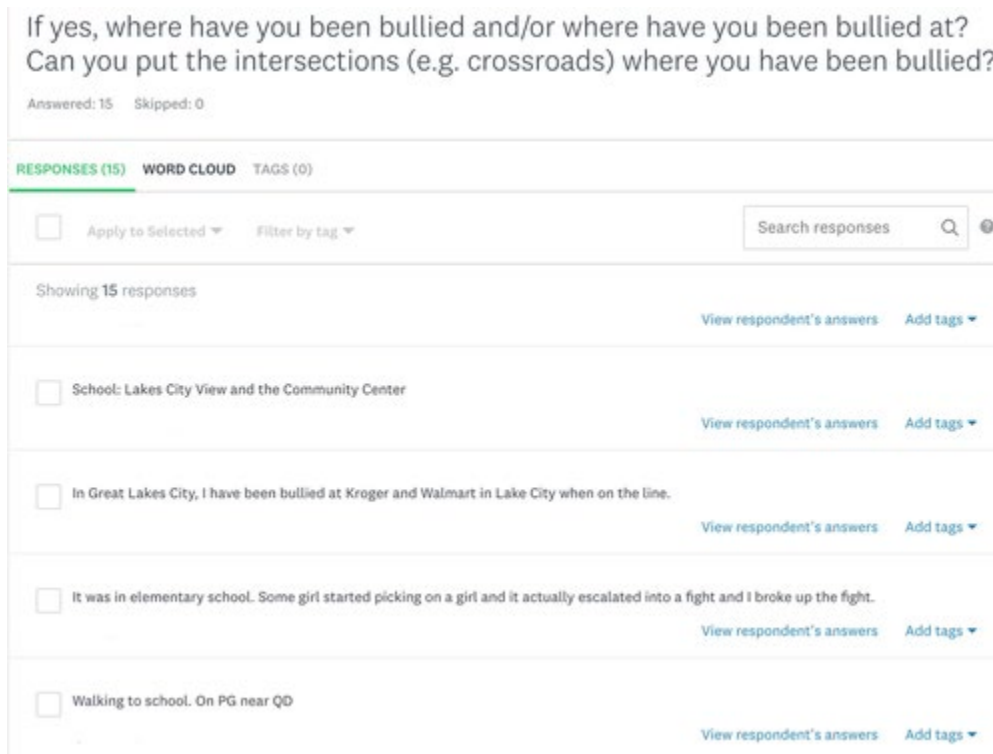 If yes, where have you been bullied and/or where have you been bullied at?
Can you put the intersections (e.g. crossroads) where you have been bullied?
Answered: 15 Skipped: 0
RESPONSES (15) WORD CLOUD TAGS (0)
Apply to Selected Filter by tag Search responses
Showing 15 responses
View respondent's answers Add tags
School: Lakes City View and the Community Center
View respondent's answers Add tags
In Great Lakes City, I have been bullied at Kroger and Walmart in Lake City when on the line.
View respondent's answers Add tags
It was in elementary school. Some girl started picking on a girl and it actually escalated into a fight and I broke up the fight.
View respondent's answers Add tags
Walking to school. On PG near QD
View respondent's answers Add tags